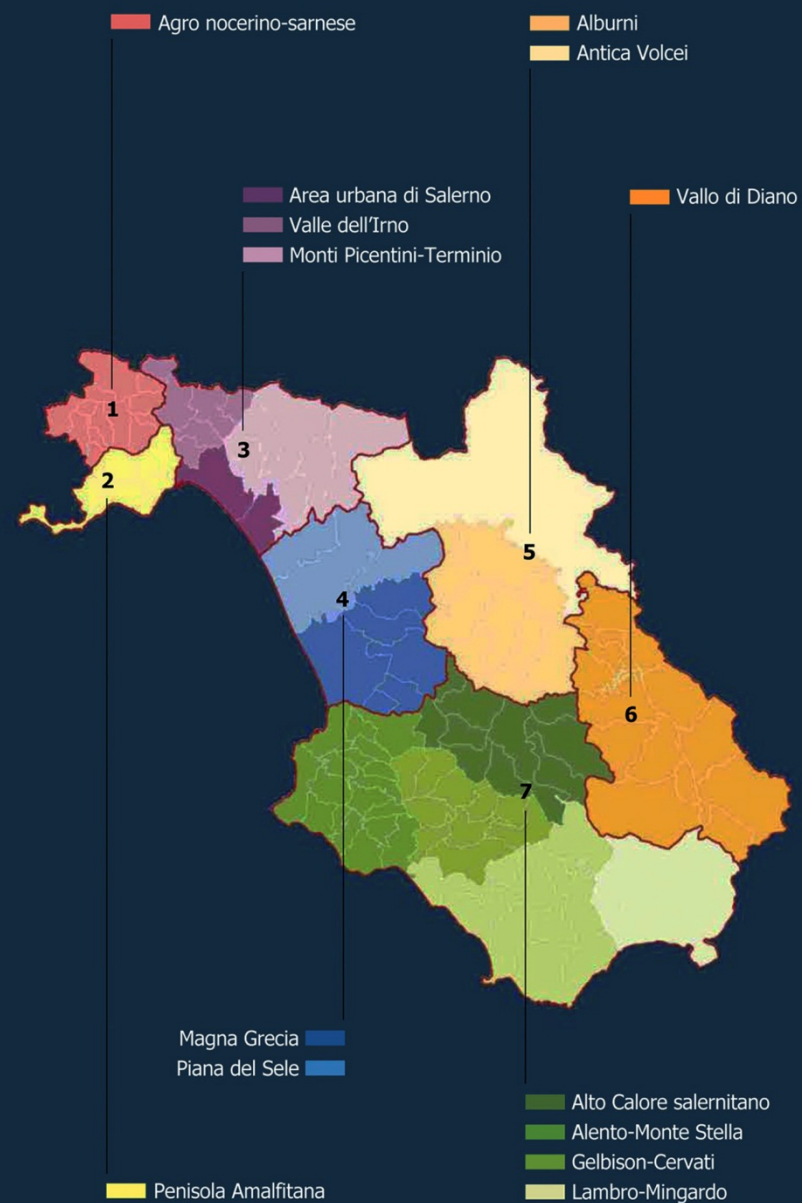 Agro nocerino-sarnese
Alburni
Antica Volcei
Area urbana di Salerno
Valle dell'Irno
Monti Picentini-Terminio
Vallo di Diano
1
2
3
4
5
6
7
Magna Grecia
Piana del Sele
Alto Calore salernitano
Alento-Monte Stella
Gelbison-Cervati
Lambro-Mingardo
Penisola Amalfitana